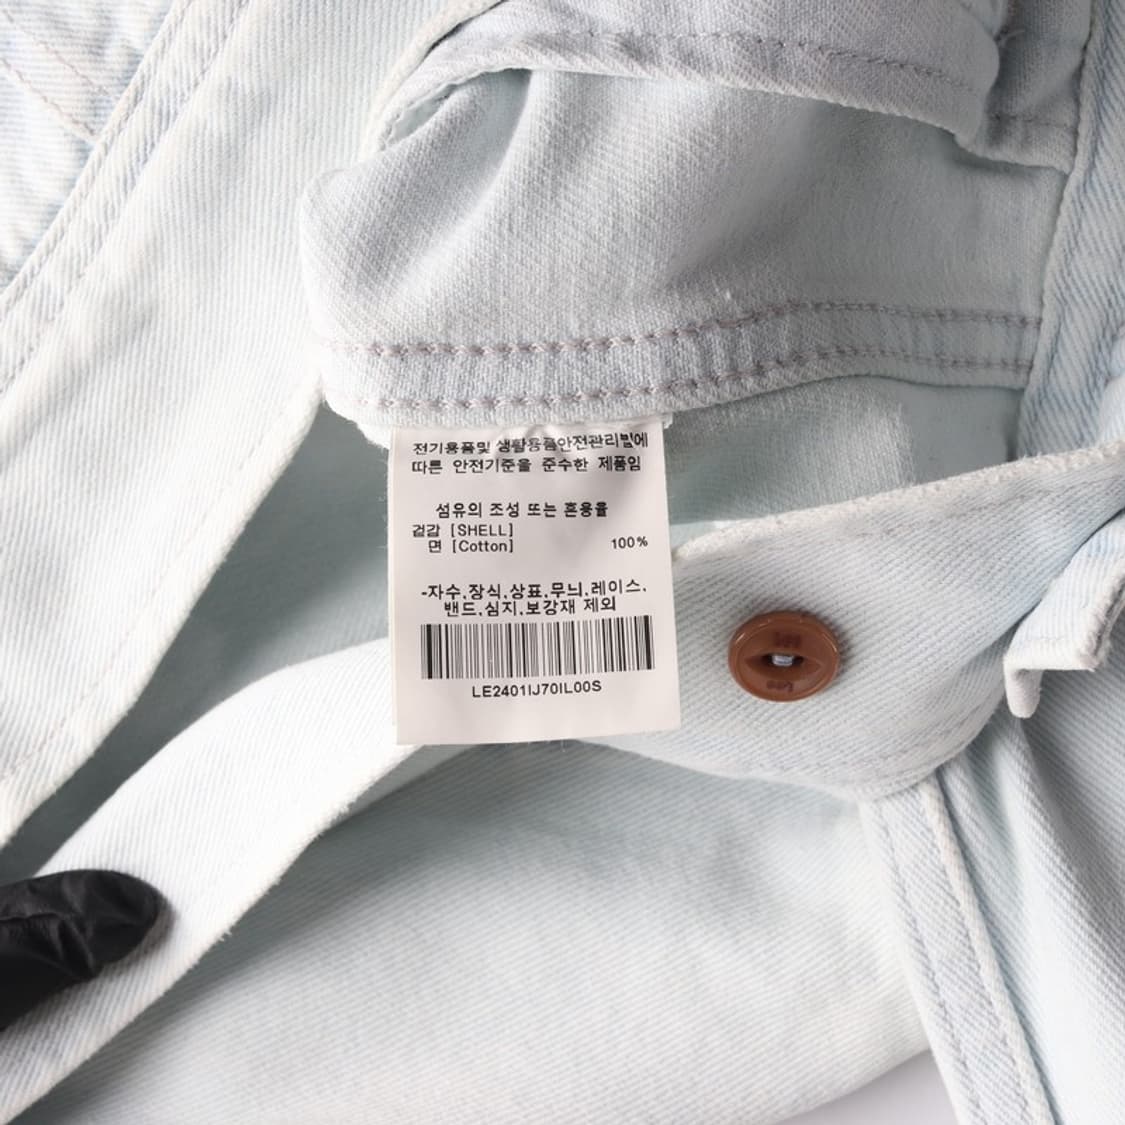 전기용품및 생활용품안전관리법에
따른 안전기준을 준수한 제품임
섬유의 조성 또는 혼용율
겉감 [SHELL]
면 [Cotton] 100%
-자수,장식,상표,무늬,레이스,
밴드,심지,보강재 제외
LE2401IJ70IL00S
Lee
Lee